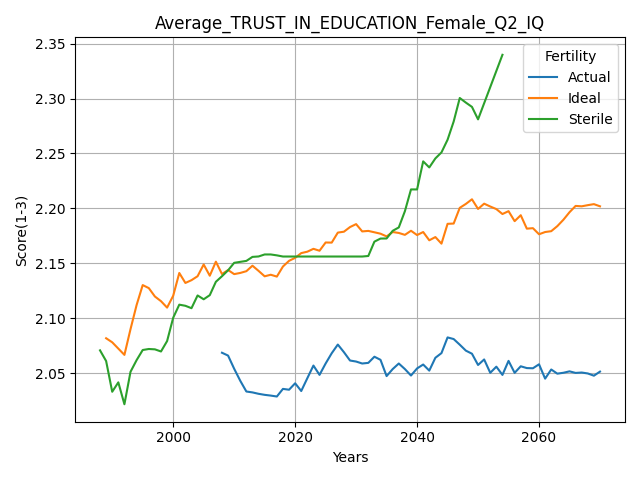 Average_TRUST_IN_EDUCATION_Female_Q2_IQ
2.35
2.30
2.25
2.20
2.15
2.10
2.05
Score(1-3)
Fertility
Actual
Ideal
Sterile
2000
2020
2040
2060
Years